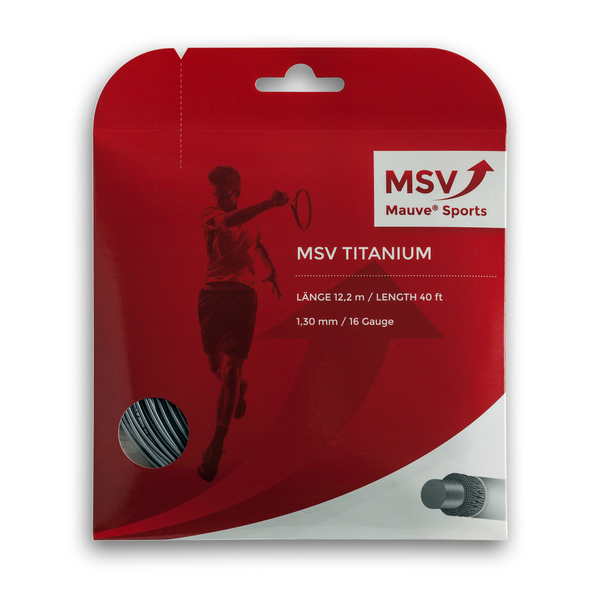 MSV
Mauve® Sports
MSV TITANIUM
LÄNGE 12,2 m / LENGTH 40 ft
1,30 mm / 16 Gauge